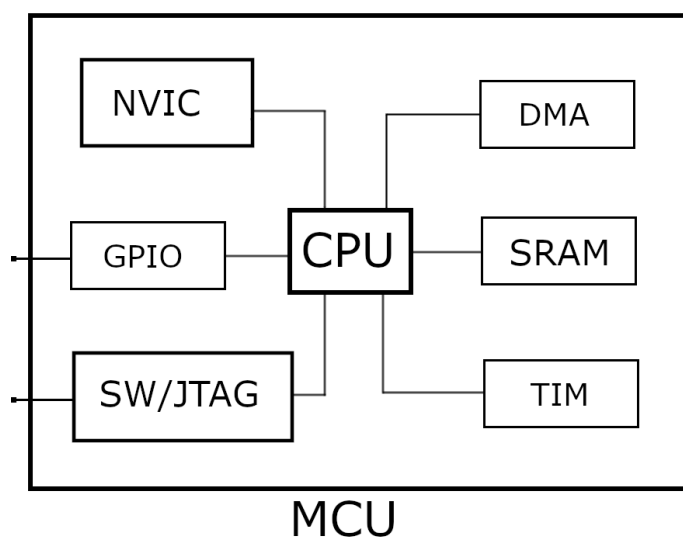 NVIC
DMA
GPIO
CPU
SRAM
SW/JTAG
TIM
MCU